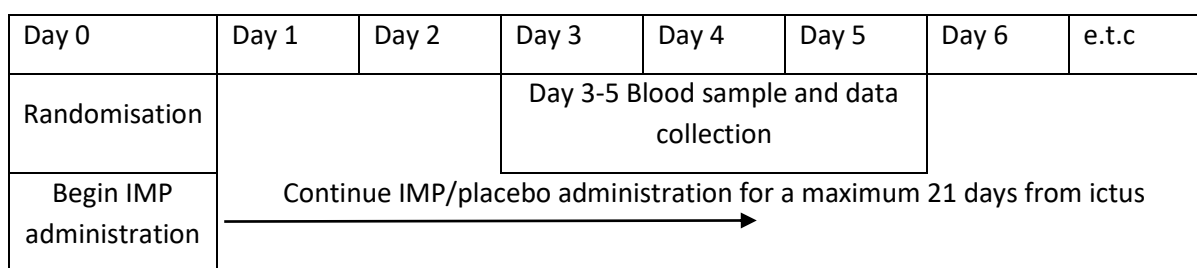 Day 0 Day 1 Day 2 Day 3 Day 4 Day 5 Day 6 e.t.c
Randomisation
Day 3-5 Blood sample and data
collection
Begin IMP
administration
Continue IMP/placebo administration for a maximum 21 days from ictus